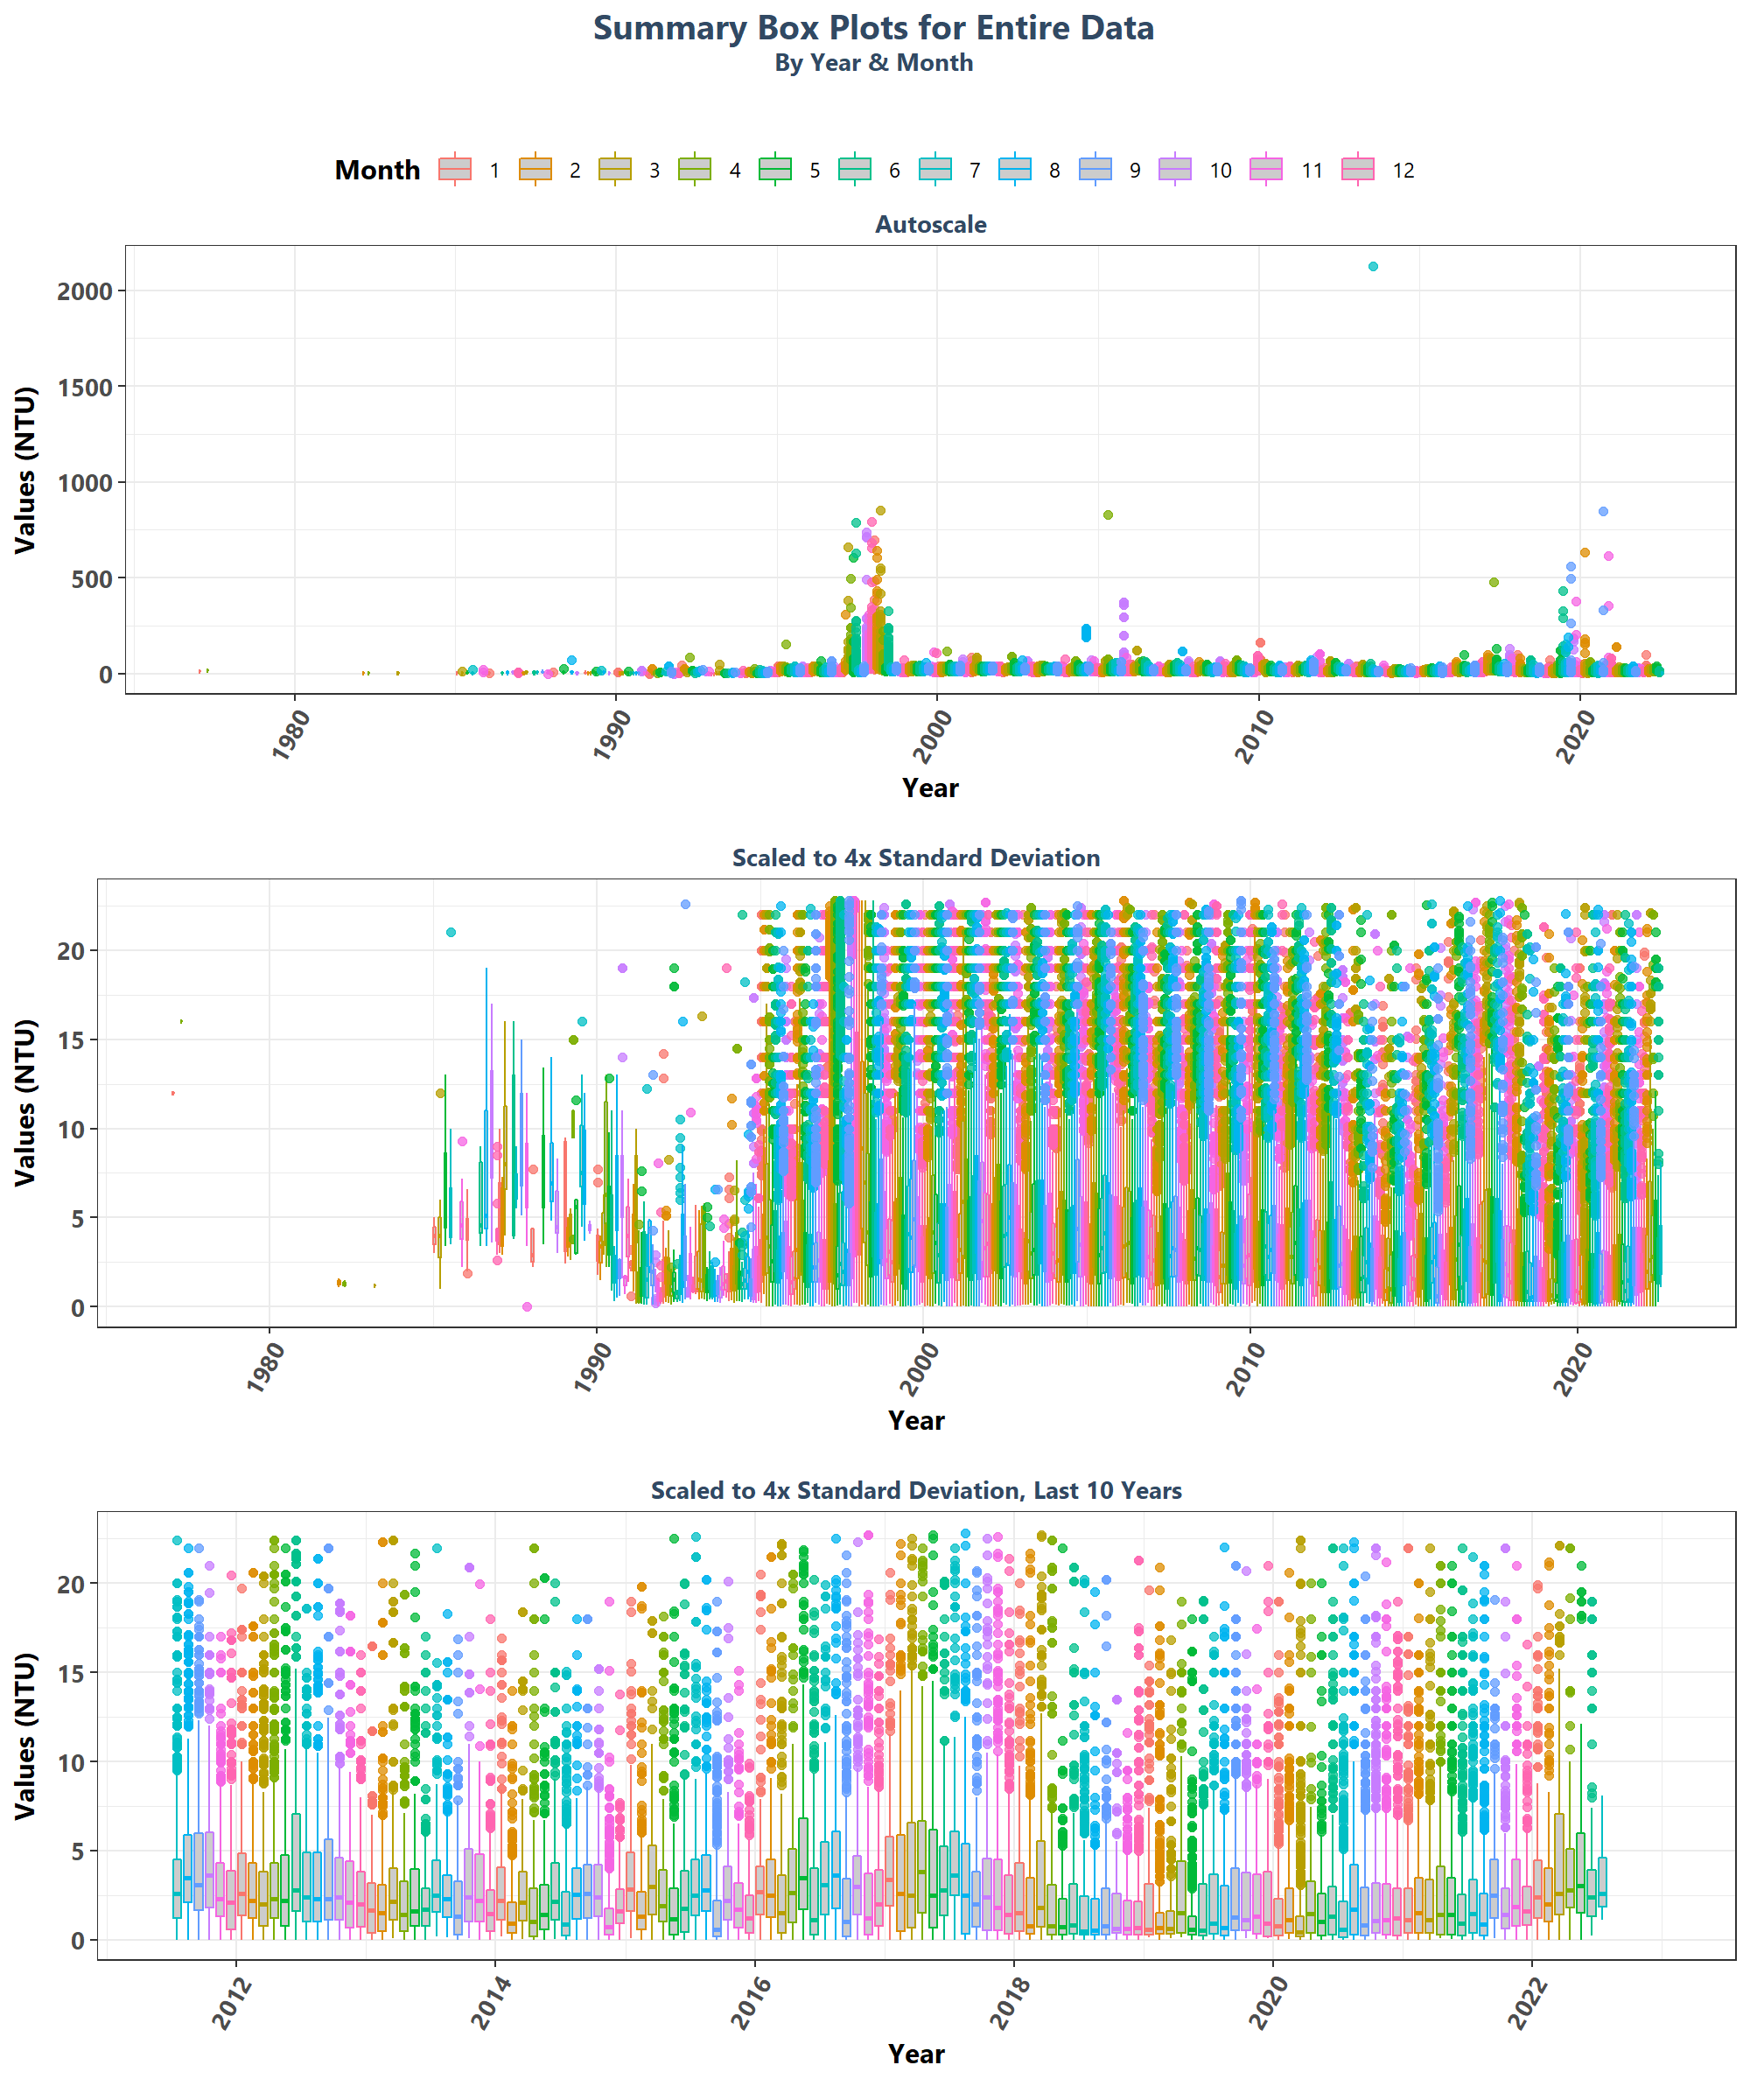 Summary Box Plots for Entire Data
By Year & Month
Month 1 2 3 4 5 6 7 8 9 10 11 12
Autoscale
Values (NTU)
2000
1500
1000
500
0
1980 1990 2000 2010 2020
Year
Scaled to 4x Standard Deviation
Values (NTU)
20
15
10
5
0
1980 1990 2000 2010 2020
Year
Scaled to 4x Standard Deviation, Last 10 Years
Values (NTU)
20
15
10
5
0
2012 2014 2016 2018 2020 2022
Year